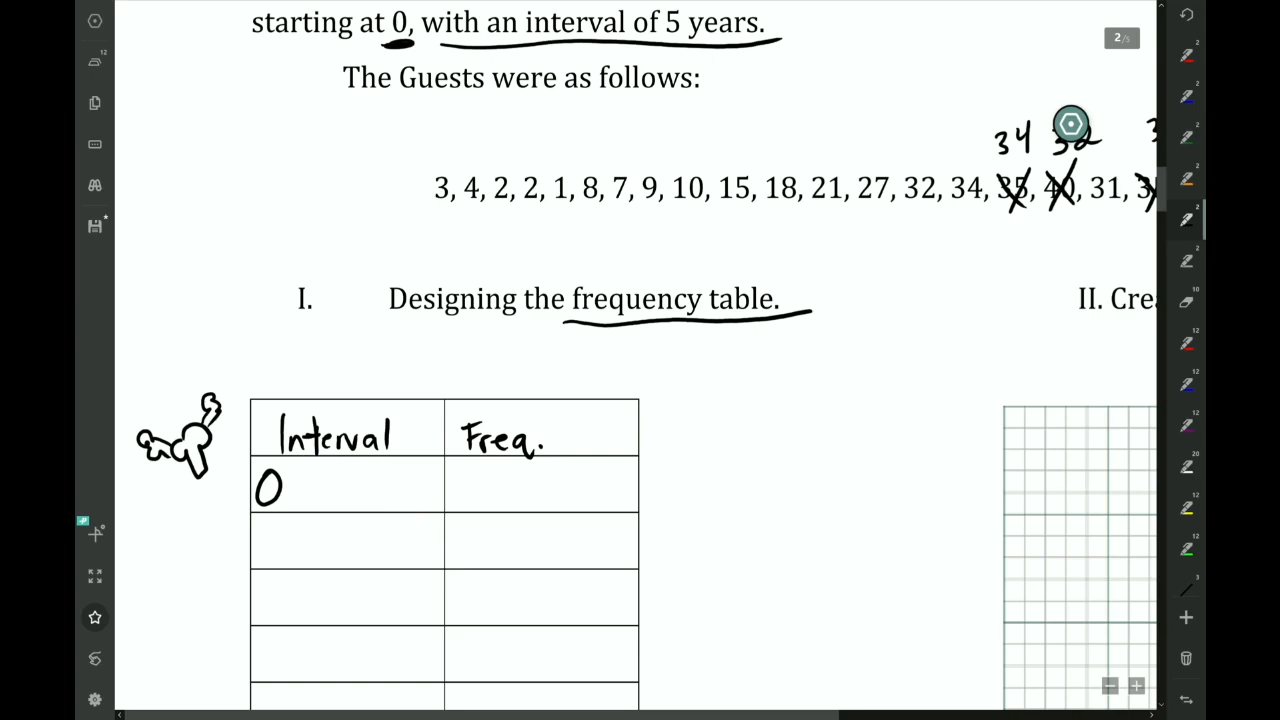 starting at 0, with an interval of 5 years.
2/5
The Guests were as follows:
34 32
3, 4, 2, 2, 1, 8, 7, 9, 10, 15, 18, 21, 27, 32, 34, 35, 40, 31,
I. Designing the frequency table.
II. Cre
Interval Freq.
0